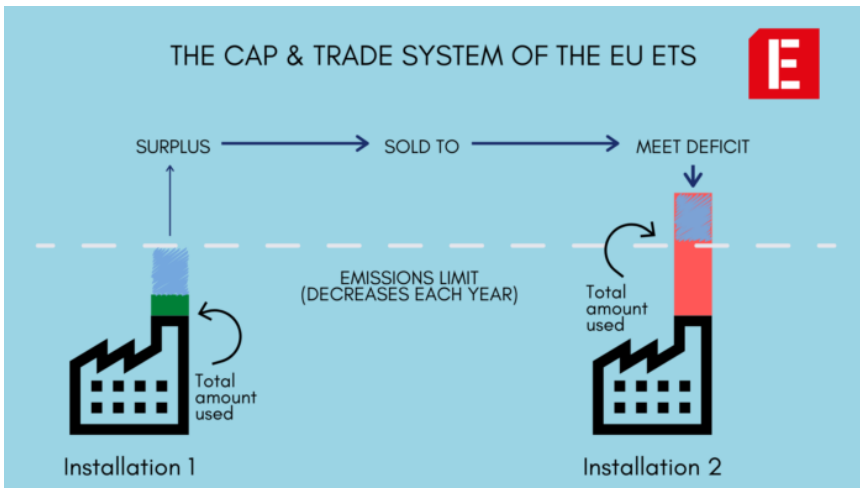 THE CAP & TRADE SYSTEM OF THE EU ETS
E
SURPLUS
SOLD TO
MEET DEFICIT
EMISSIONS LIMIT
(DECREASES EACH YEAR)
Total
amount
used
Total
amount
used
Installation 1
Installation 2